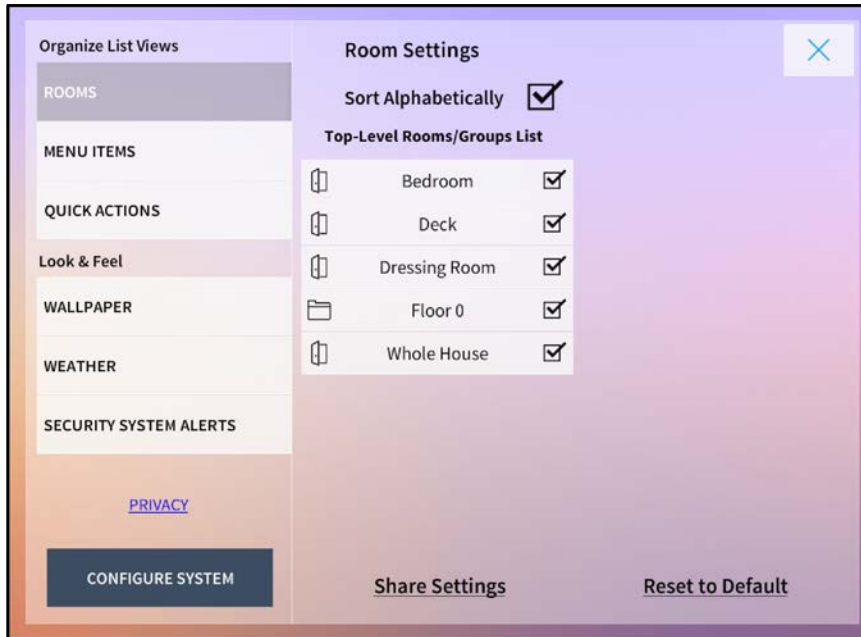 Organize List Views
ROOMS
MENU ITEMS
QUICK ACTIONS
Look & Feel
WALLPAPER
WEATHER
SECURITY SYSTEM ALERTS
PRIVACY
CONFIGURE SYSTEM
Room Settings
Sort Alphabetically
Top-Level Rooms/Groups List
Bedroom
Deck
Dressing Room
Floor 0
Whole House
Share Settings
Reset to Default